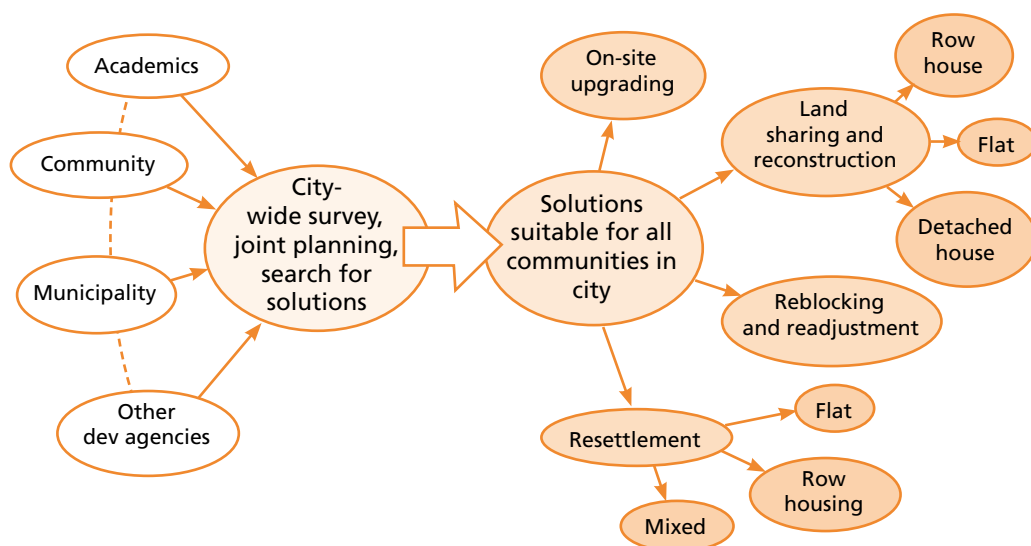 Academics
Community
Municipality
Other
dev agencies
City-
wide survey,
joint planning,
search for
solutions
Solutions
suitable for all
communities in
city
On-site
upgrading
Land
sharing and
reconstruction
Row
house
Flat
Detached
house
Reblocking
and readjustment
Resettlement
Flat
Row
housing
Mixed